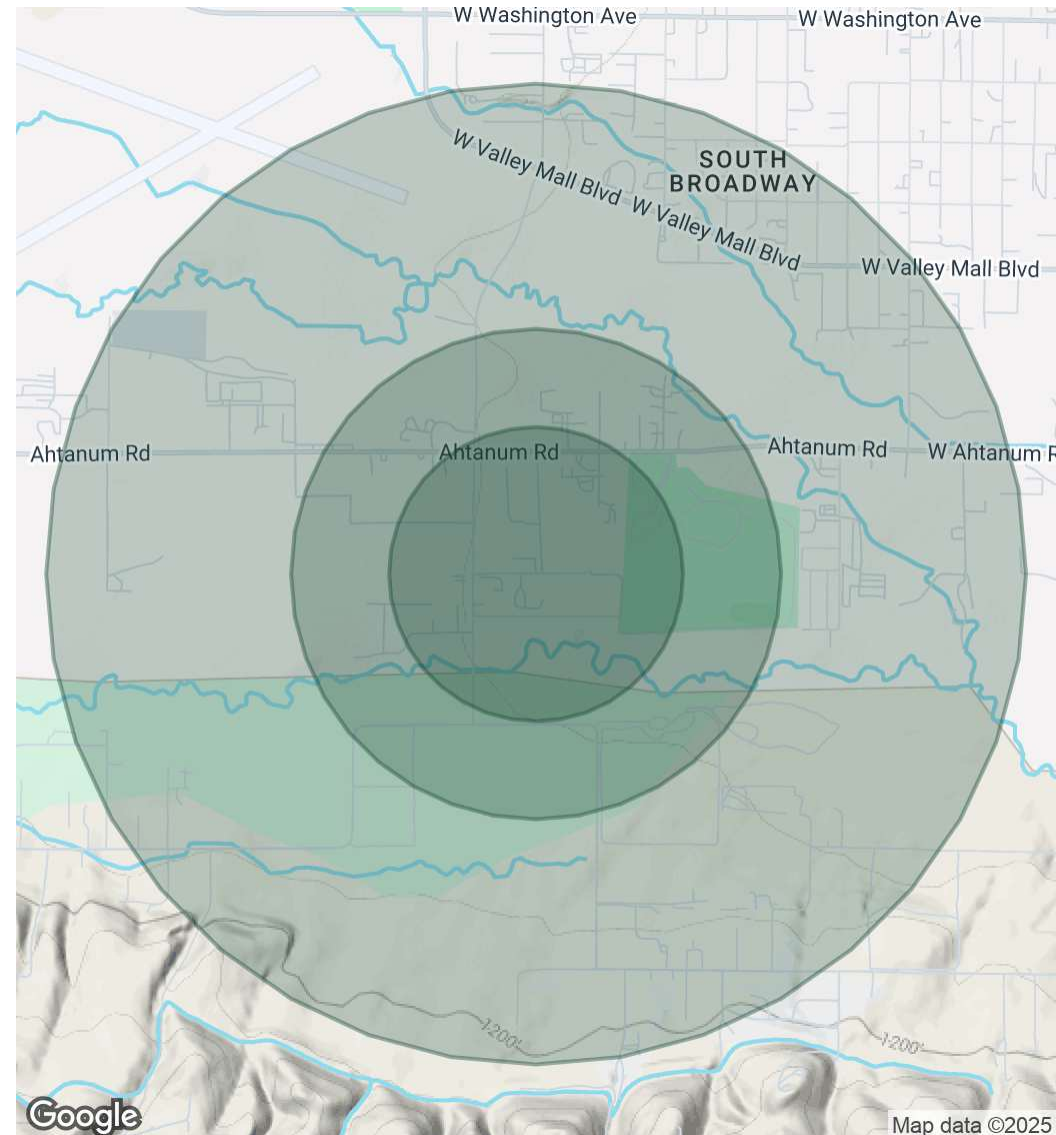 W Washington Ave
W Washington Ave
W Valley Mall Blvd
SOUTH
BROADWAY
W Valley Mall Blvd
W Valley Mall Blvd
Ahtanum Rd
Ahtanum Rd
Ahtanum Rd
W Ahtanum R
1200'
1200'
Google
Map data ©2025